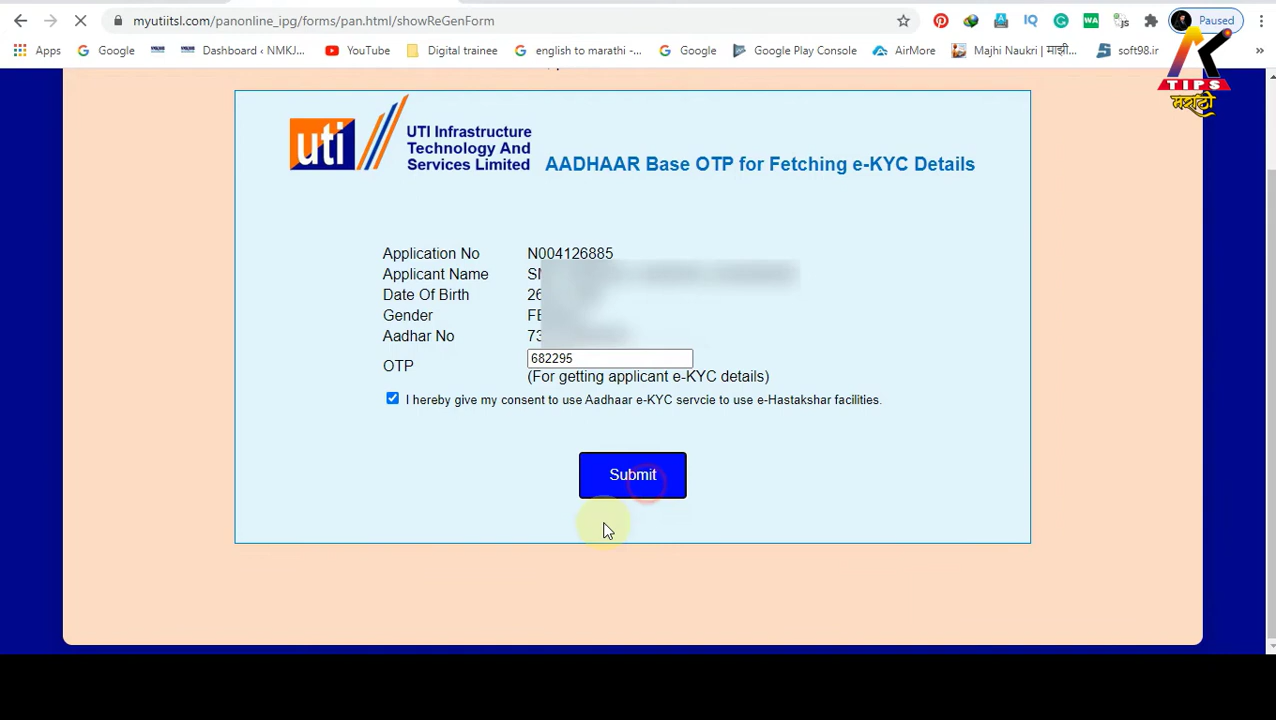 myutiitsl.com/panonline_ipg/forms/pan.html/showReGenForm
Paused
Apps
Google
Dashboard ‹ NMKJ...
YouTube
Digital trainee
english to marathi -...
Google
Google Play Console
AirMore
Majhi Naukri | माझी...
soft98.ir
»
K
TIPS
मराठी
uti
UTI Infrastructure
Technology And
Services Limited
AADHAAR Base OTP for Fetching e-KYC Details
Application No N004126885
Applicant Name
Date Of Birth 26
Gender
Aadhar No 73
OTP 682295
(For getting applicant e-KYC details)
I hereby give my consent to use Aadhaar e-KYC servcie to use e-Hastakshar facilities.
Submit